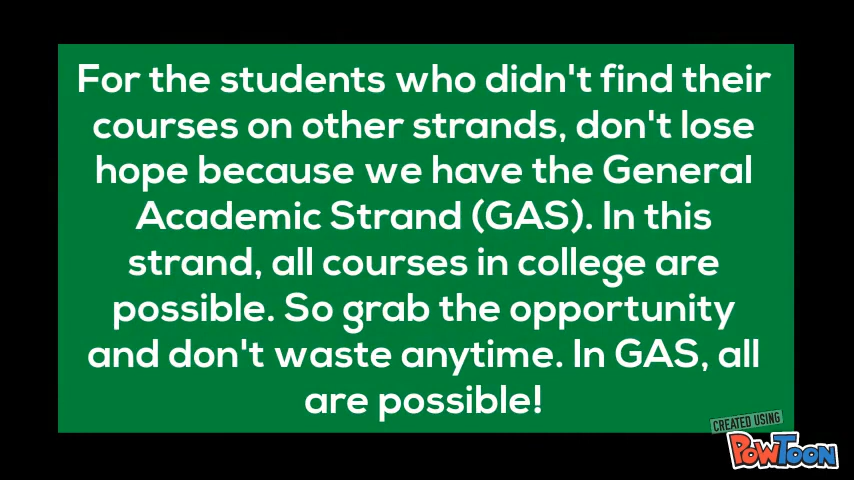 For the students who didn't find their
courses on other strands, don't lose
hope because we have the General
Academic Strand (GAS). In this
strand, all courses in college are
possible. So grab the opportunity
and don't waste anytime. In GAS, all
are possible!
CREATED USING
POWTOON